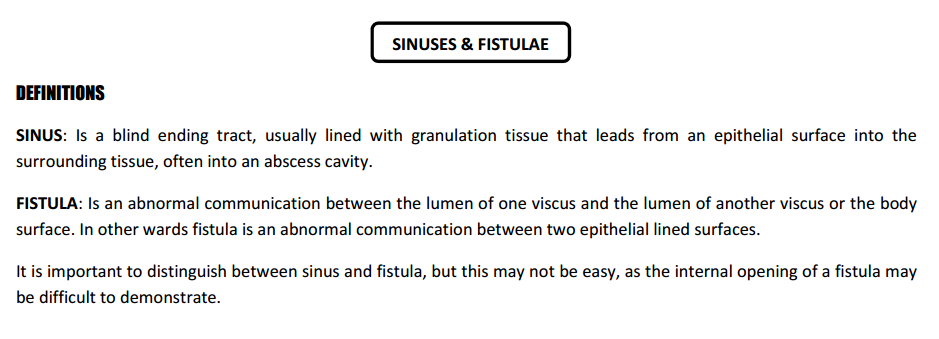 SINUSES & FISTULAE
DEFINITIONS
SINUS: Is a blind ending tract, usually lined with granulation tissue that leads from an epithelial surface into the
surrounding tissue, often into an abscess cavity.
FISTULA: Is an abnormal communication between the lumen of one viscus and the lumen of another viscus or the body
surface. In other wards fistula is an abnormal communication between two epithelial lined surfaces.
It is important to distinguish between sinus and fistula, but this may not be easy, as the internal opening of a fistula may
be difficult to demonstrate.